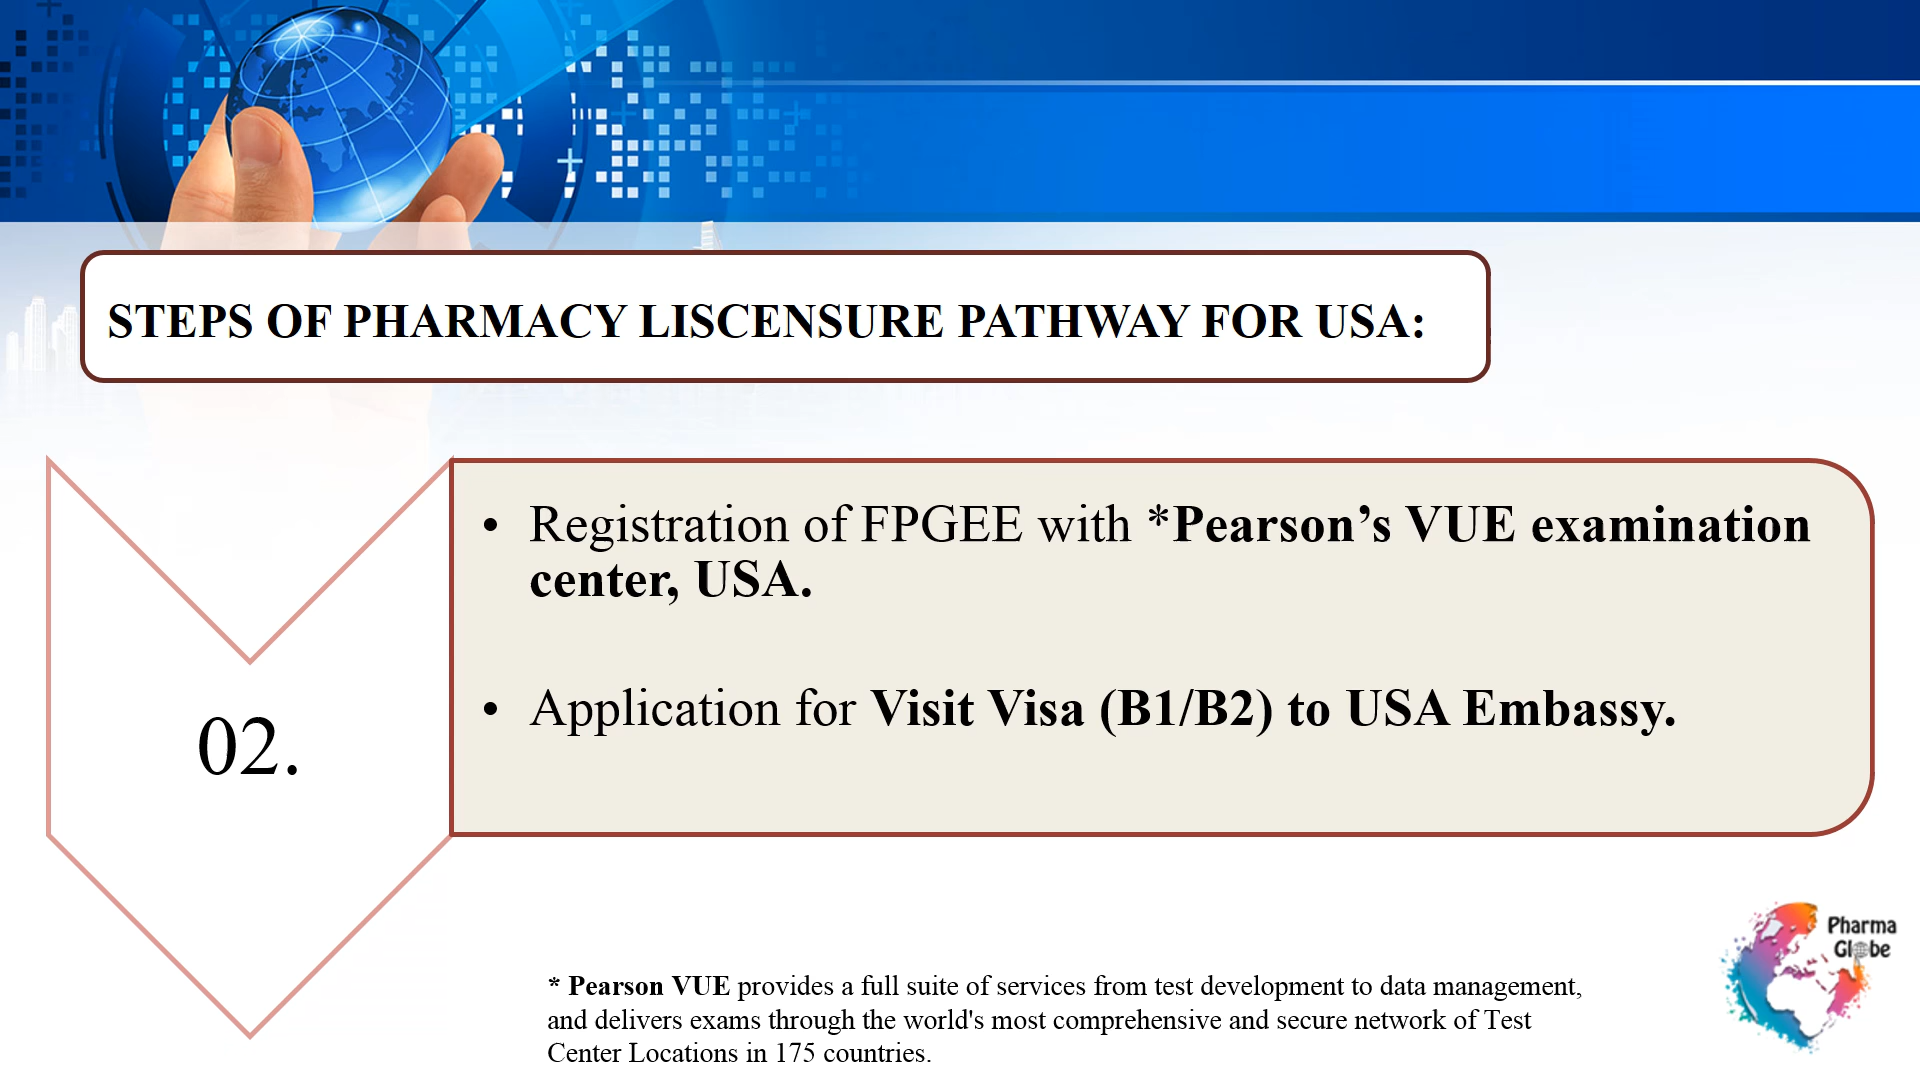 STEPS OF PHARMACY LISCENSURE PATHWAY FOR USA:
02.
• Registration of FPGEE with *Pearson’s VUE examination
center, USA.
• Application for Visit Visa (B1/B2) to USA Embassy.
* Pearson VUE provides a full suite of services from test development to data management,
and delivers exams through the world's most comprehensive and secure network of Test
Center Locations in 175 countries.
Pharma
Globe